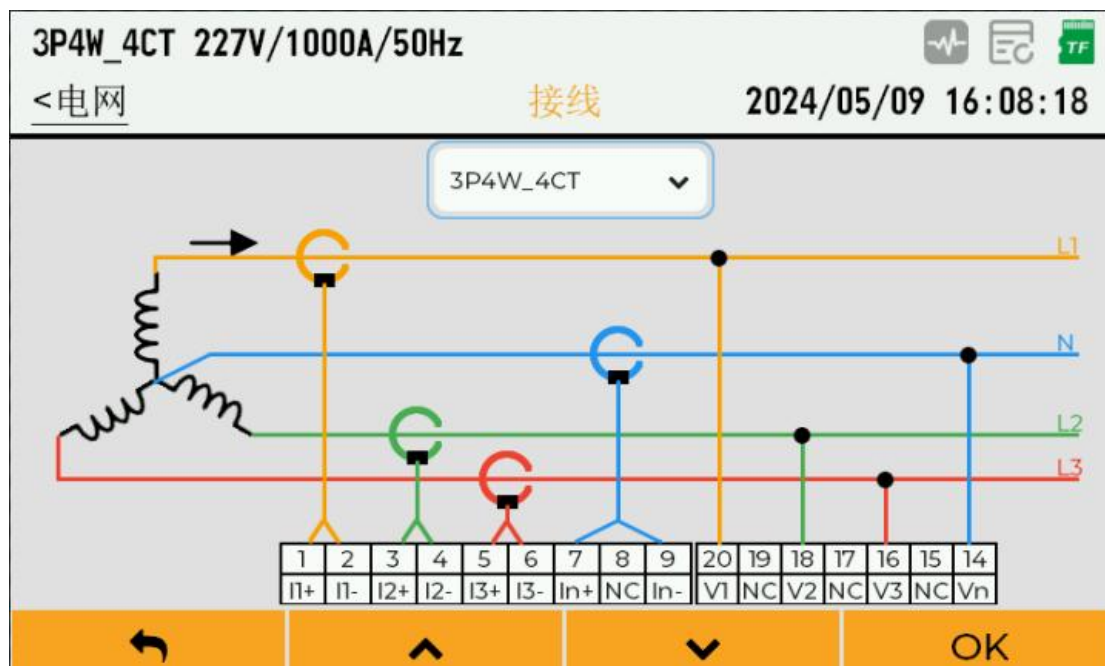 3P4W_4CT 227V/1000A/50Hz
TF
<电网 接线 2024/05/09 16:08:18
3P4W_4CT
L1
N
L2
L3
1 2 3 4 5 6 7 8 9 20 19 18 17 16 15 14
I1+ I1- I2+ I2- I3+ I3- In+ NC In- V1 NC V2 NC V3 NC Vn
OK